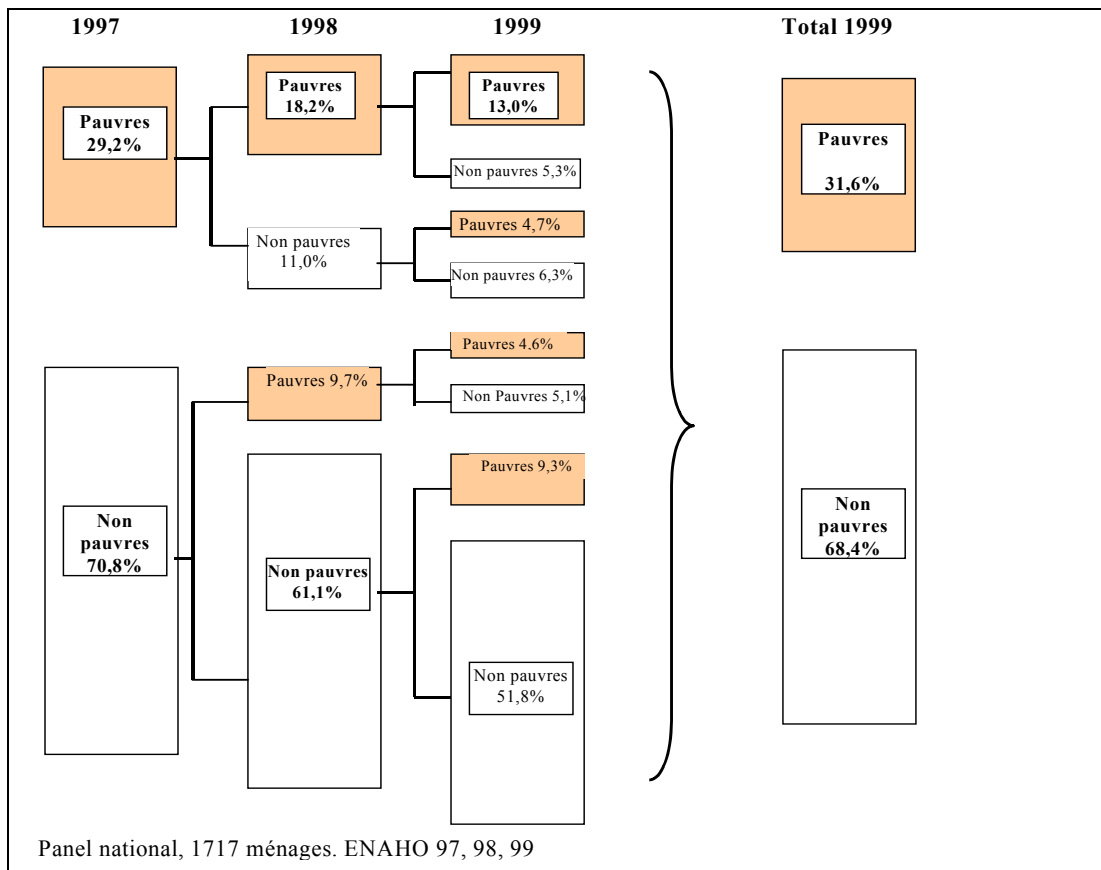 1997 1998 1999 Total 1999
Pauvres
29,2%
Pauvres
18,2%
Pauvres
13,0%
Non pauvres 5,3%
Non pauvres
11,0%
Pauvres 4,7%
Non pauvres 6,3%
Non
pauvres
70,8%
Pauvres 9,7%
Pauvres 4,6%
Non Pauvres 5,1%
Non pauvres
61,1%
Pauvres 9,3%
Non pauvres
51,8%
Pauvres
31,6%
Non
pauvres
68,4%
Panel national, 1717 ménages. ENAHO 97, 98, 99